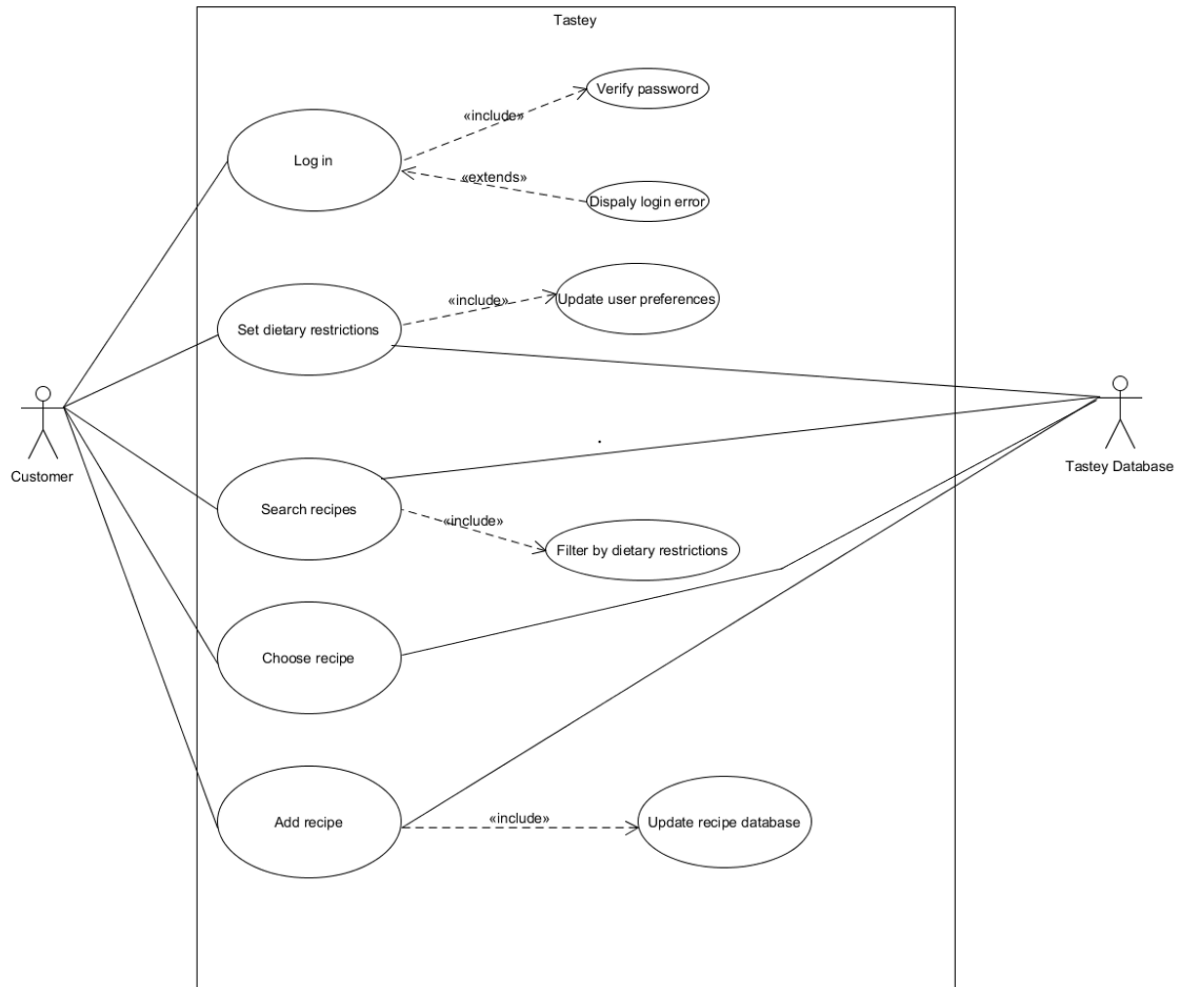 Tastey
Verify password
«include»
Log in
«extends»
Dispaly login error
«include»
Update user preferences
Set dietary restrictions
Customer
Tastey Database
Search recipes
«include»
Filter by dietary restrictions
Choose recipe
Add recipe
«include»
Update recipe database